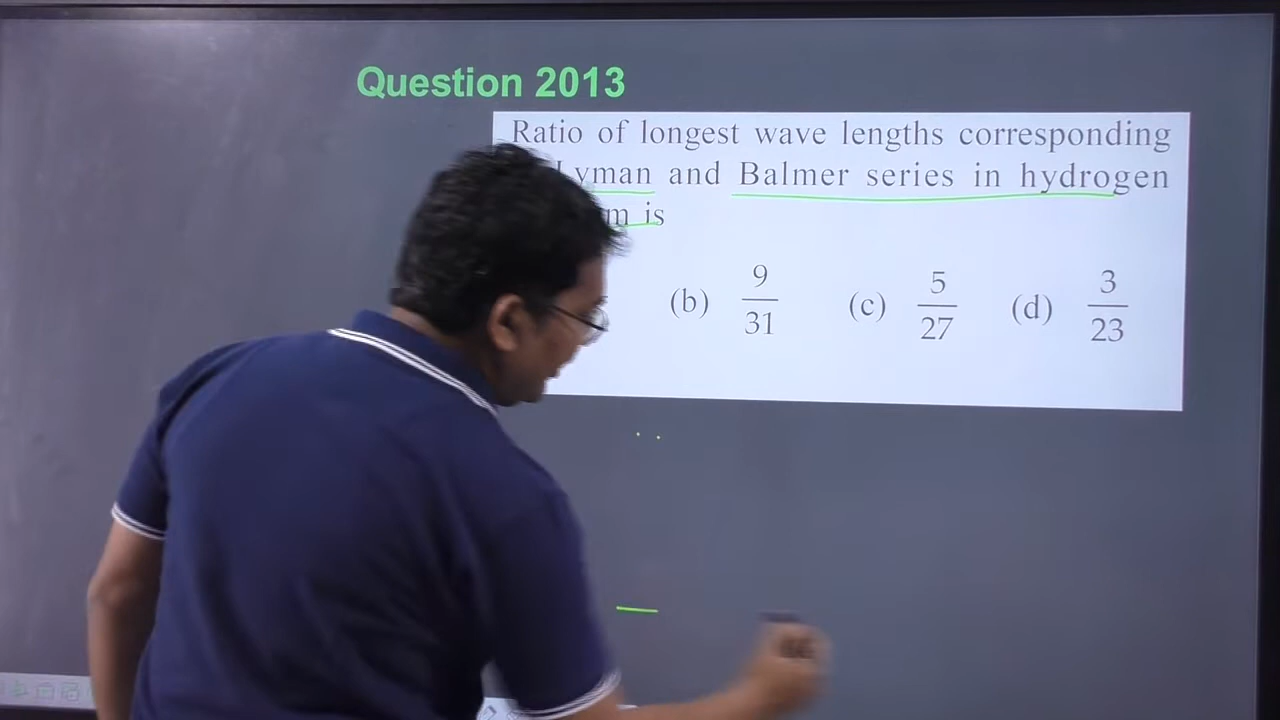 Question 2013
Ratio of longest wave lengths corresponding
Lyman and Balmer series in hydrogen
m is
(b) 9/31 (c) 5/27 (d) 3/23